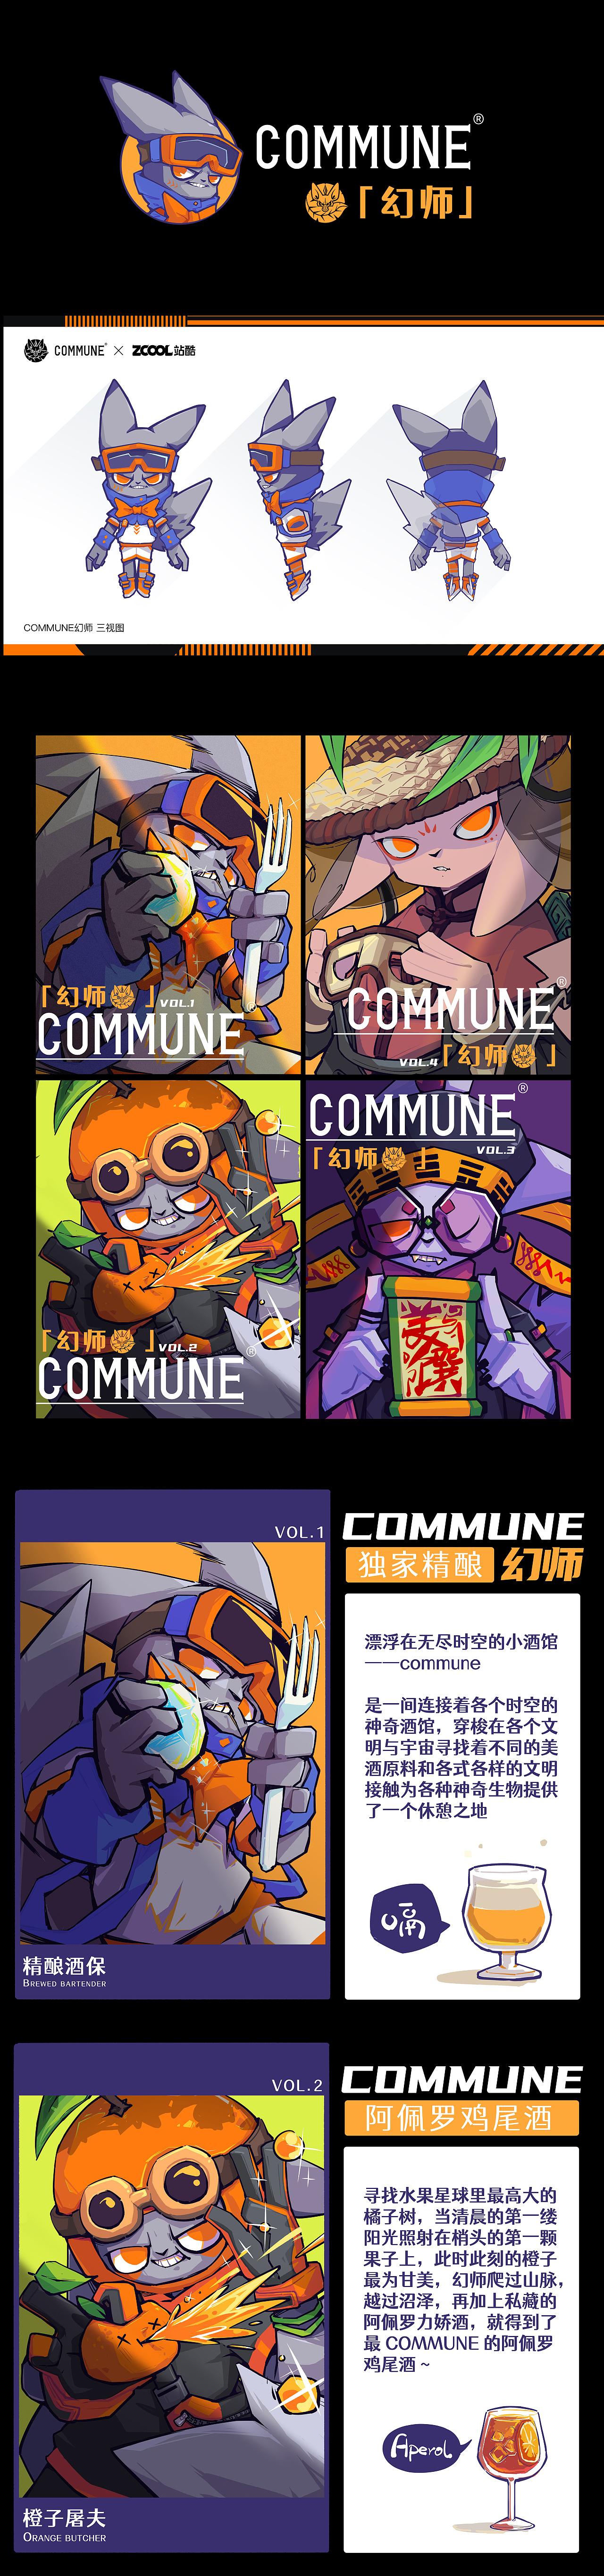 COMMUNE®
「幻师」
COMMUNE® × ZCOOL站酷
COMMUNE幻师 三视图
「幻师」VOL.1
COMMUNE®
COMMUNE®
VOL.4「幻师」
「幻师」VOL.2
COMMUNE®
COMMUNE®
VOL.3
「幻师」
VOL.1
精酿酒保
BREWED BARTENDER
COMMUNE
独家精酿 幻师
漂浮在无尽时空的小酒馆
——commune
是一间连接着各个时空的
神奇酒馆，穿梭在各个文
明与宇宙寻找着不同的美
酒原料和各式各样的文明
接触为各种神奇生物提供
了一个休憩之地
嗝
VOL.2
橙子屠夫
ORANGE BUTCHER
COMMUNE
阿佩罗鸡尾酒
寻找水果星球里最高大的
橘子树，当清晨的第一缕
阳光照射在梢头的第一颗
果子上，此时此刻的橙子
最为甘美，幻师爬过山脉，
越过沼泽，再加上私藏的
阿佩罗力娇酒，就得到了
最 COMMUNE 的阿佩罗
鸡尾酒 ~
Aperol